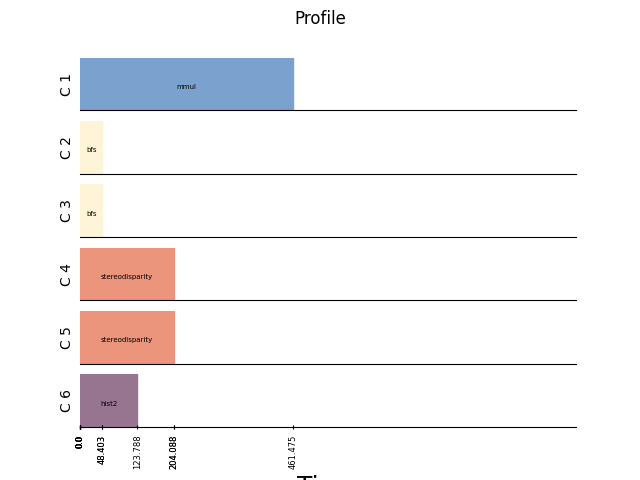 Profile
C 1
mmul
C 2
bfs
C 3
bfs
C 4
stereodisparity
C 5
stereodisparity
C 6
hist2
0.0
48.403
123.788
204.088
461.475